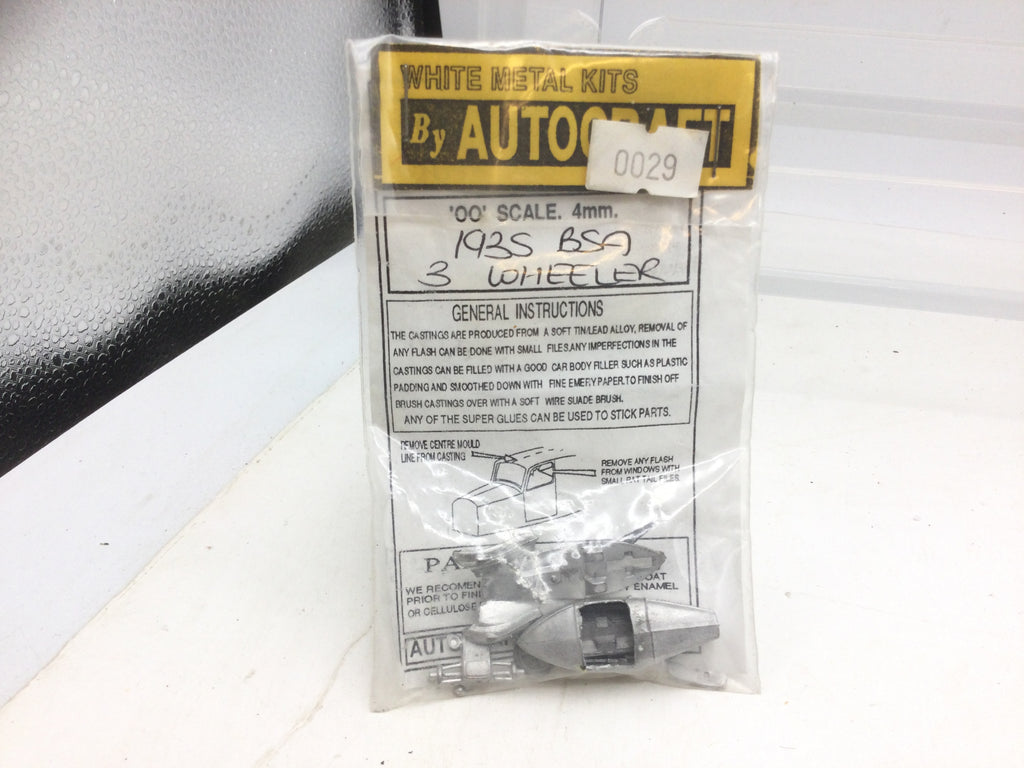 WHITE METAL KITS
By AUTOCRAFT
0029
'OO' SCALE. 4mm.
1935 BSA
3 WHEELER
GENERAL INSTRUCTIONS
THE CASTINGS ARE PRODUCED FROM A SOFT TIN/LEAD ALLOY, REMOVAL OF
ANY FLASH CAN BE DONE WITH SMALL FILES.ANY IMPERFECTIONS IN THE
CASTINGS CAN BE FILLED WITH A GOOD CAR BODY FILLER SUCH AS PLASTIC
PADDING AND SMOOTHED DOWN WITH FINE EMERY PAPER.TO FINISH OFF
BRUSH CASTINGS OVER WITH A SOFT WIRE SUADE BRUSH.
ANY OF THE SUPER GLUES CAN BE USED TO STICK PARTS.
REMOVE CENTRE MOULD
LINE FROM CASTING
REMOVE ANY FLASH
FROM WINDOWS WITH
SMALL RAT TAIL FILES
WE RECOMEN
PRIOR TO FINI
ENAMEL
OR CELLULOSE